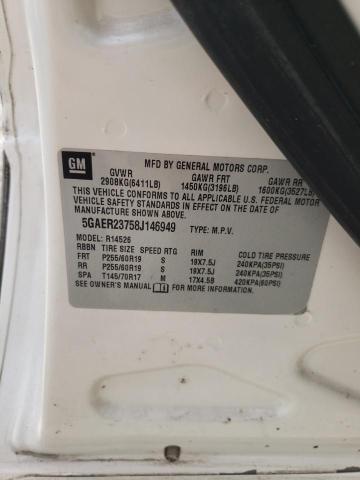 GM
MFD BY GENERAL MOTORS CORP.
GVWR GAWR FRT GAWR RR
2908KG(6411LB) 1450KG(3196LB) 1600KG(3527LB)
THIS VEHICLE CONFORMS TO ALL APPLICABLE U.S. FEDERAL MOTOR
VEHICLE SAFETY STANDARDS IN EFFECT ON THE DATE OF
MANUFACTURE SHOWN ABOVE.
5GAER23758J146949 TYPE: M.P.V.
MODEL: R14526
RBBN TIRE SIZE SPEED RTG RIM COLD TIRE PRESSURE
FRT P255/60R19 S 19X7.5J 240KPA(35PSI)
RR P255/60R19 S 19X7.5J 240KPA(35PSI)
SPA T145/70R17 M 17X4.5B 420KPA(60PSI)
SEE OWNER'S MANUAL FOR MORE INFORMATION.